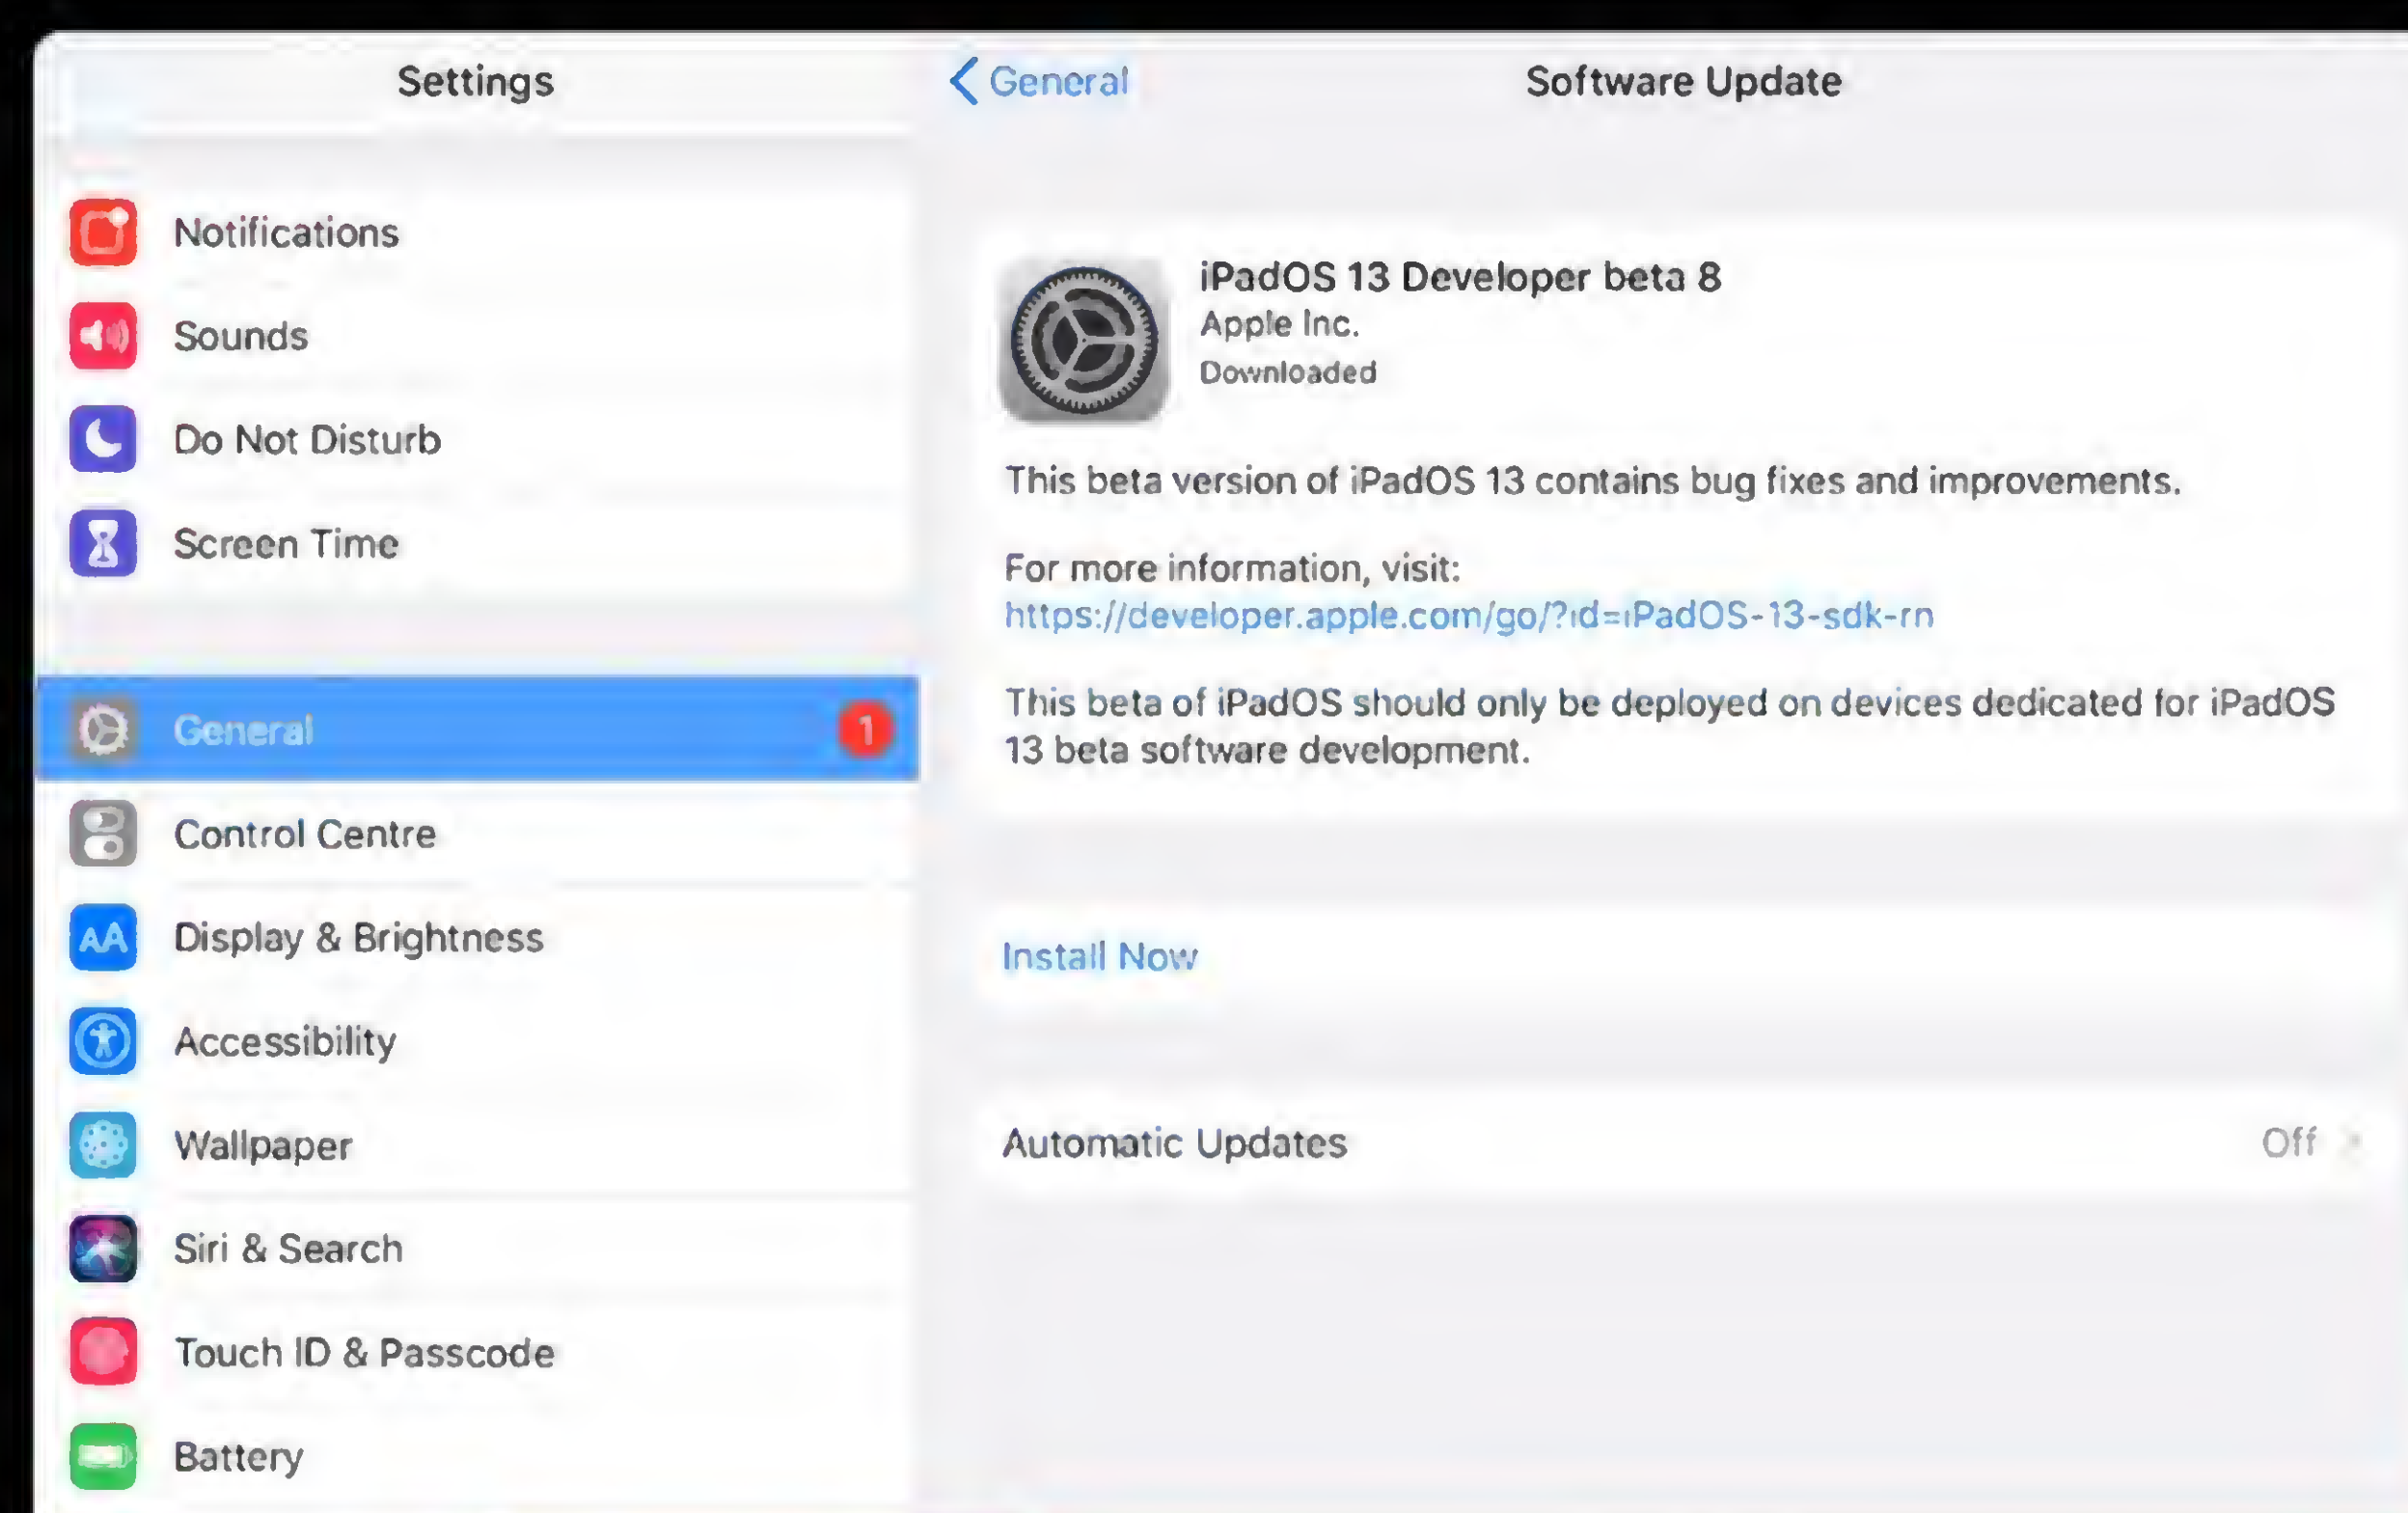 Settings
Notifications
Sounds
Do Not Disturb
Screen Time
General
1
Control Centre
Display & Brightness
AA
Accessibility
Wallpaper
Siri & Search
Touch ID & Passcode
Battery
General
Software Update
iPadOS 13 Developer beta 8
Apple Inc.
Downloaded
This beta version of iPadOS 13 contains bug fixes and improvements.
For more information, visit:
https://developer.apple.com/go/?id=iPadOS-13-sdk-rn
This beta of iPadOS should only be deployed on devices dedicated for iPadOS
13 beta software development.
Install Now
Automatic Updates
Off